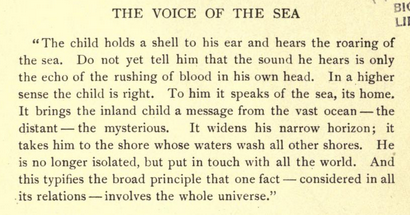 THE VOICE OF THE SEA
"The child holds a shell to his ear and hears the roaring of
the sea. Do not yet tell him that the sound he hears is only
the echo of the rushing of blood in his own head. In a higher
sense the child is right. To him it speaks of the sea, its home.
It brings the inland child a message from the vast ocean — the
distant — the mysterious. It widens his narrow horizon; it
takes him to the shore whose waters wash all other shores. He
is no longer isolated, but put in touch with all the world. And
this typifies the broad principle that one fact — considered in all
its relations — involves the whole universe."